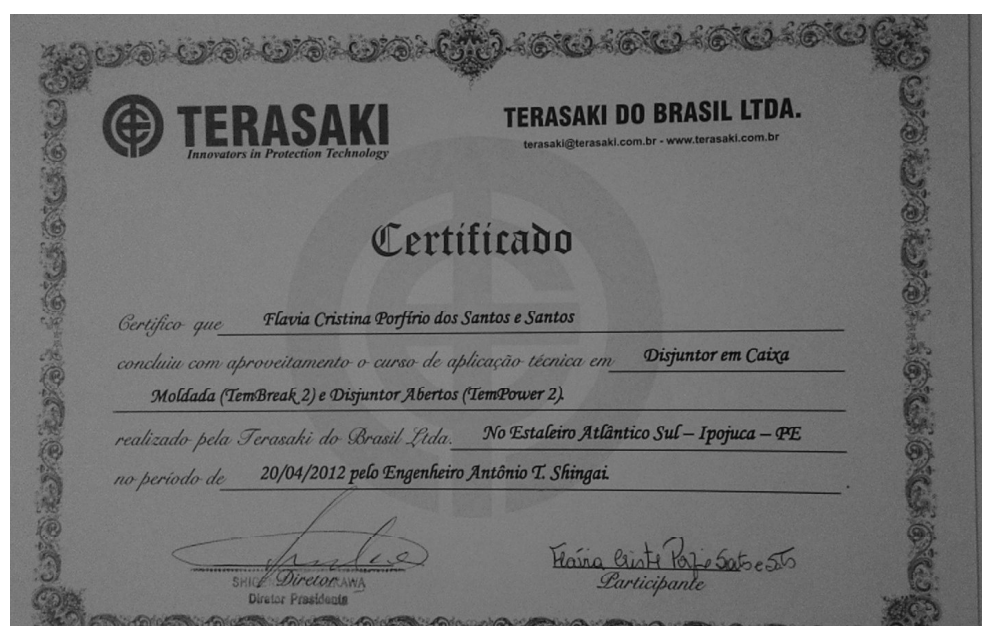 TERASAKI
Innovators in Protection Technology
TERASAKI DO BRASIL LTDA.
terasaki@terasaki.com.br - www.terasaki.com.br
Certificado
Certifico que Flavia Cristina Porfírio dos Santos e Santos
concluiu com aproveitamento o curso de aplicação técnica em Disjuntor em Caixa
Moldada (TemBreak 2) e Disjuntor Abertos (TemPower 2).
realizado pela Terasaki do Brasil Ltda. No Estaleiro Atlântico Sul – Ipojuca – PE
no período de 20/04/2012 pelo Engenheiro Antônio T. Shingai.
Diretor
Diretor Presidente
Participante